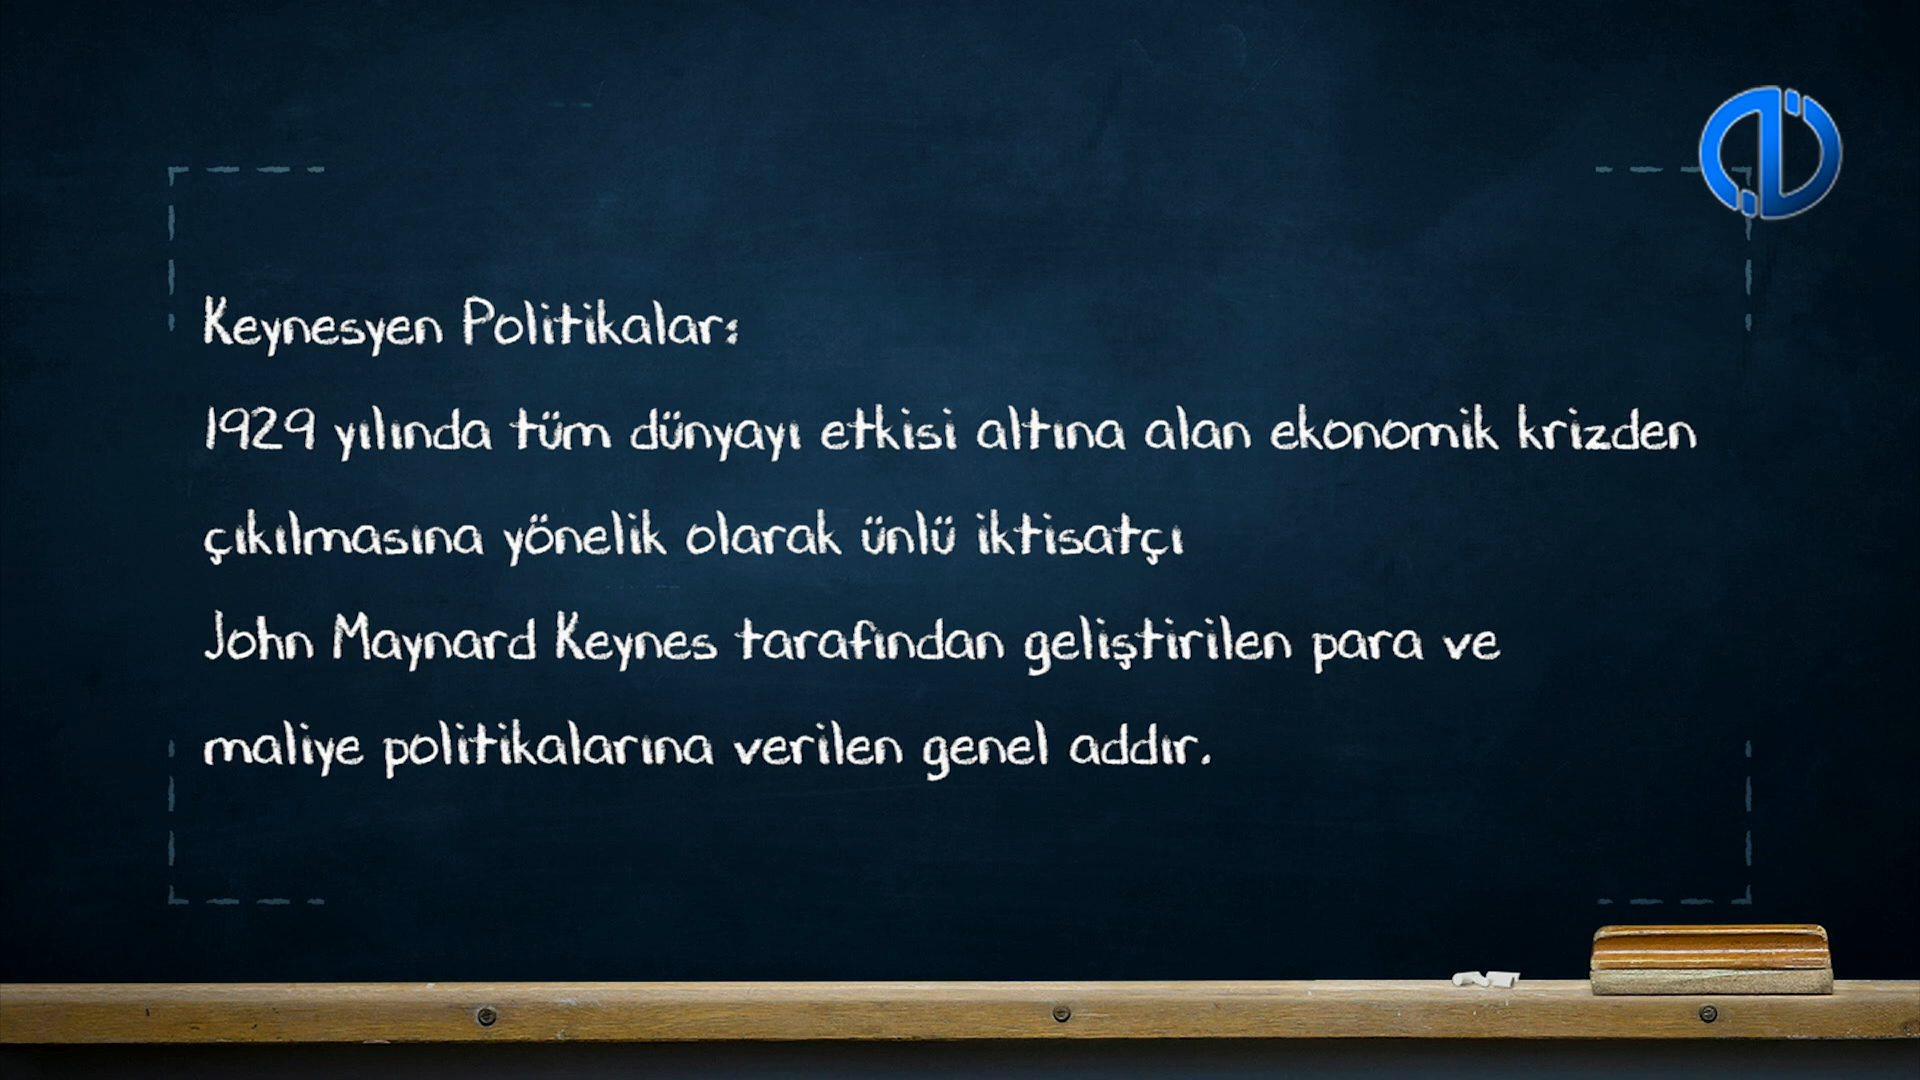 Keynesyen Politikalar:
1929 yılında tüm dünyayı etkisi altına alan ekonomik krizden
çıkılmasına yönelik olarak ünlü iktisatçı
John Maynard Keynes tarafından geliştirilen para ve
maliye politikalarına verilen genel addır.